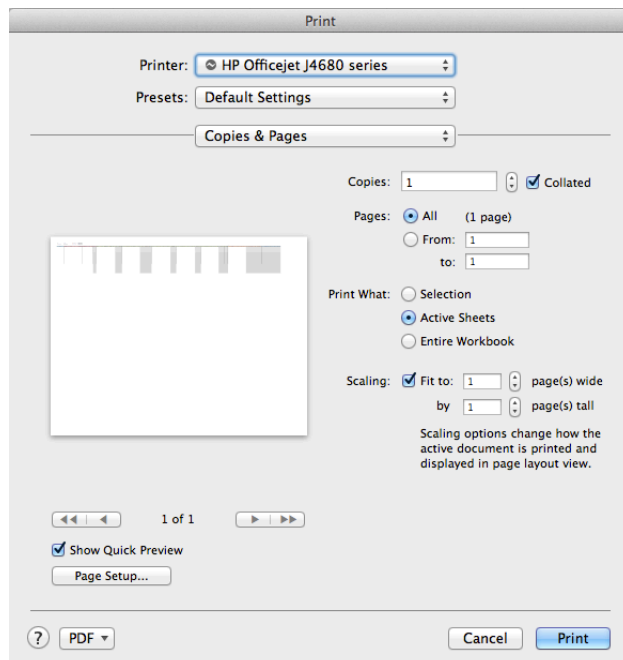 Print
Printer: HP Officejet J4680 series
Presets: Default Settings
Copies & Pages
Copies: 1 Collated
Pages: All (1 page)
From: 1
to: 1
Print What: Selection
Active Sheets
Entire Workbook
Scaling: Fit to: 1 page(s) wide
by 1 page(s) tall
Scaling options change how the
active document is printed and
displayed in page layout view.
1 of 1
Show Quick Preview
Page Setup...
? PDF Cancel Print